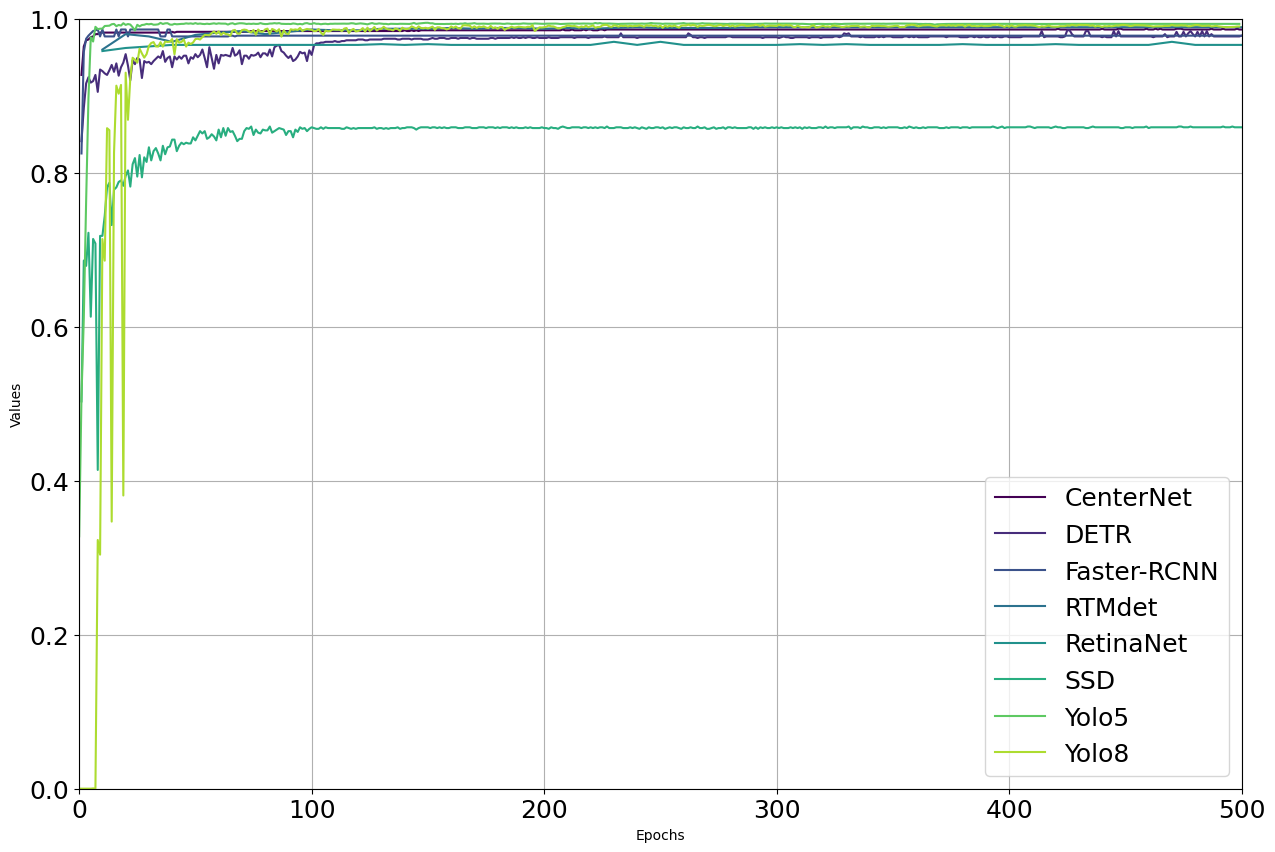 1.0
0.8
0.6
0.4
0.2
0.0
Values
0 100 200 300 400 500
Epochs
CenterNet
DETR
Faster-RCNN
RTMdet
RetinaNet
SSD
Yolo5
Yolo8